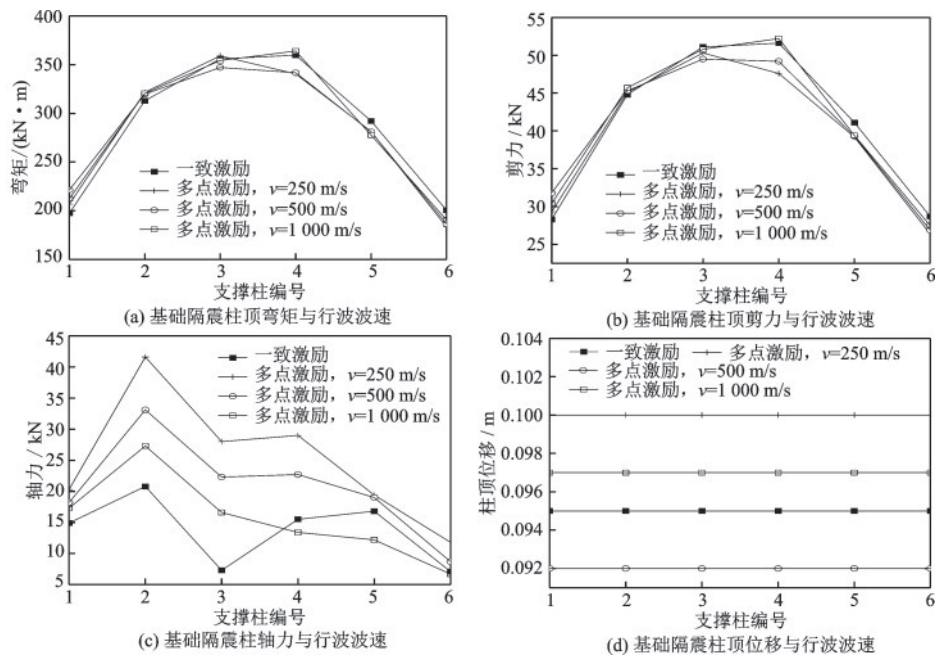 400
350
300
250
200
150
弯矩/(kN·m)
一致激励
多点激励，v=250 m/s
多点激励，v=500 m/s
多点激励，v=1 000 m/s
1 2 3 4 5 6
支撑柱编号
(a) 基础隔震柱顶弯矩与行波波速
55
50
45
40
35
30
25
剪力 / kN
一致激励
多点激励，v=250 m/s
多点激励，v=500 m/s
多点激励，v=1 000 m/s
1 2 3 4 5 6
支撑柱编号
(b) 基础隔震柱顶剪力与行波波速
45
40
35
30
25
20
15
10
5
轴力 / kN
一致激励
多点激励，v=250 m/s
多点激励，v=500 m/s
多点激励，v=1 000 m/s
1 2 3 4 5 6
支撑柱编号
(c) 基础隔震柱轴力与行波波速
0.104
0.102
0.100
0.098
0.096
0.094
0.092
柱顶位移 / m
一致激励 多点激励，v=250 m/s
多点激励，v=500 m/s
多点激励，v=1 000 m/s
1 2 3 4 5 6
支撑柱编号
(d) 基础隔震柱顶位移与行波波速